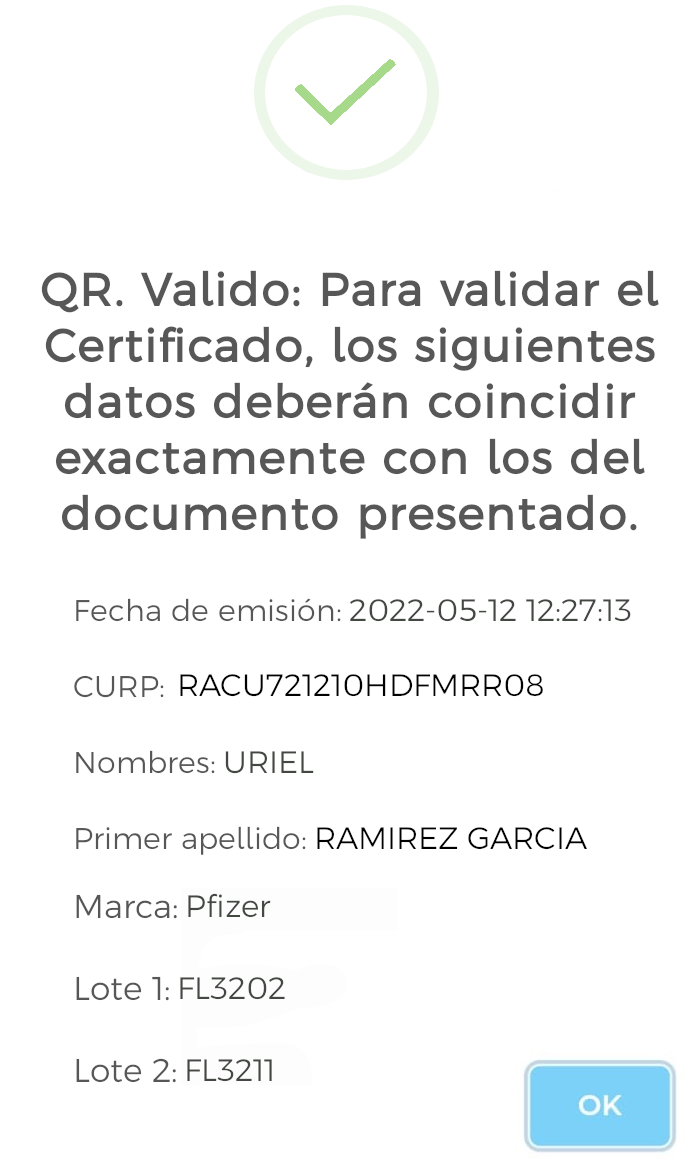 QR. Valido: Para validar el
Certificado, los siguientes
datos deberán coincidir
exactamente con los del
documento presentado.
Fecha de emisión: 2022-05-12 12:27:13
CURP: RACU721210HDFMRR08
Nombres: URIEL
Primer apellido: RAMIREZ GARCIA
Marca: Pfizer
Lote 1: FL3202
Lote 2: FL3211
OK